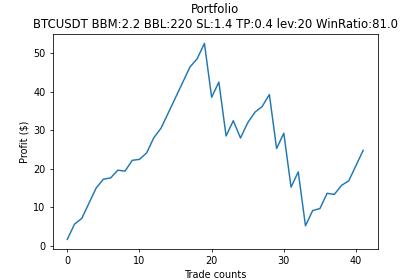 Portfolio
BTCUSDT BBM:2.2 BBL:220 SL:1.4 TP:0.4 lev:20 WinRatio:81.0
Profit ($)
50
40
30
20
10
0
0
10
20
30
40
Trade counts